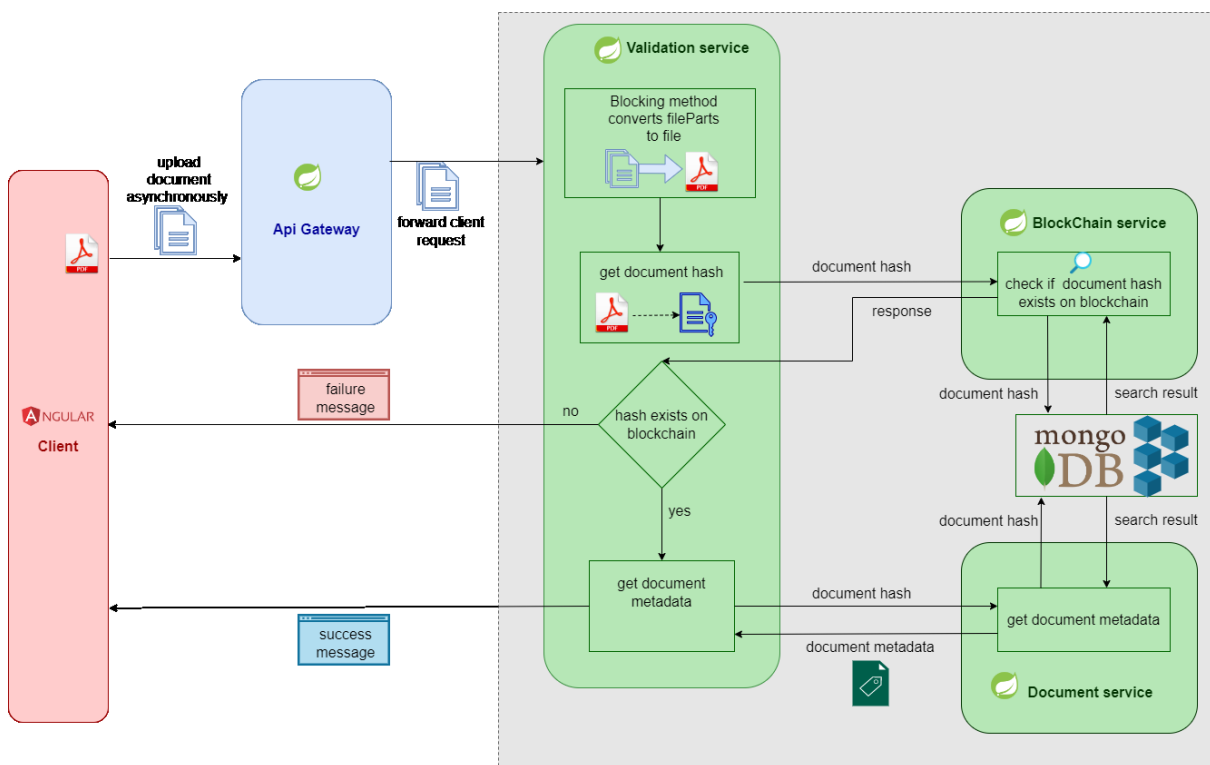 Validation service
Blocking method
converts fileParts
to file
PDF
upload
document
asynchronously
Api Gateway
forward client
request
PDF
get document hash
PDF
document hash
BlockChain service
check if document hash
exists on blockchain
response
failure
message
no
hash exists on
blockchain
document hash
search result
ANGULAR
Client
mongo
DB
yes
document hash
search result
get document
metadata
document hash
get document metadata
success
message
document metadata
Document service